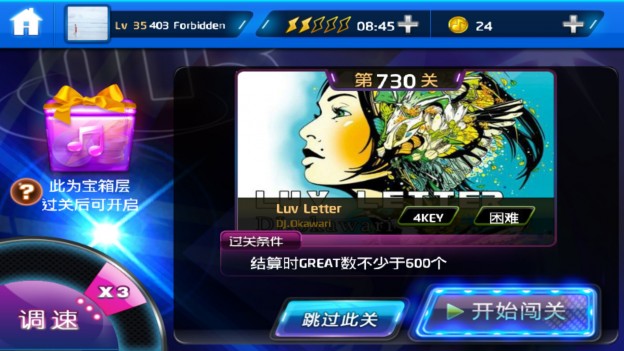 Lv 35 403 Forbidden
08:45
24
第730关
LUV LETTER
Luv Letter
DJ.Okawari
4KEY
困难
此为宝箱层
过关后可开启
?
过关条件
结算时GREAT数不少于600个
X3
调速
跳过此关
开始闯关